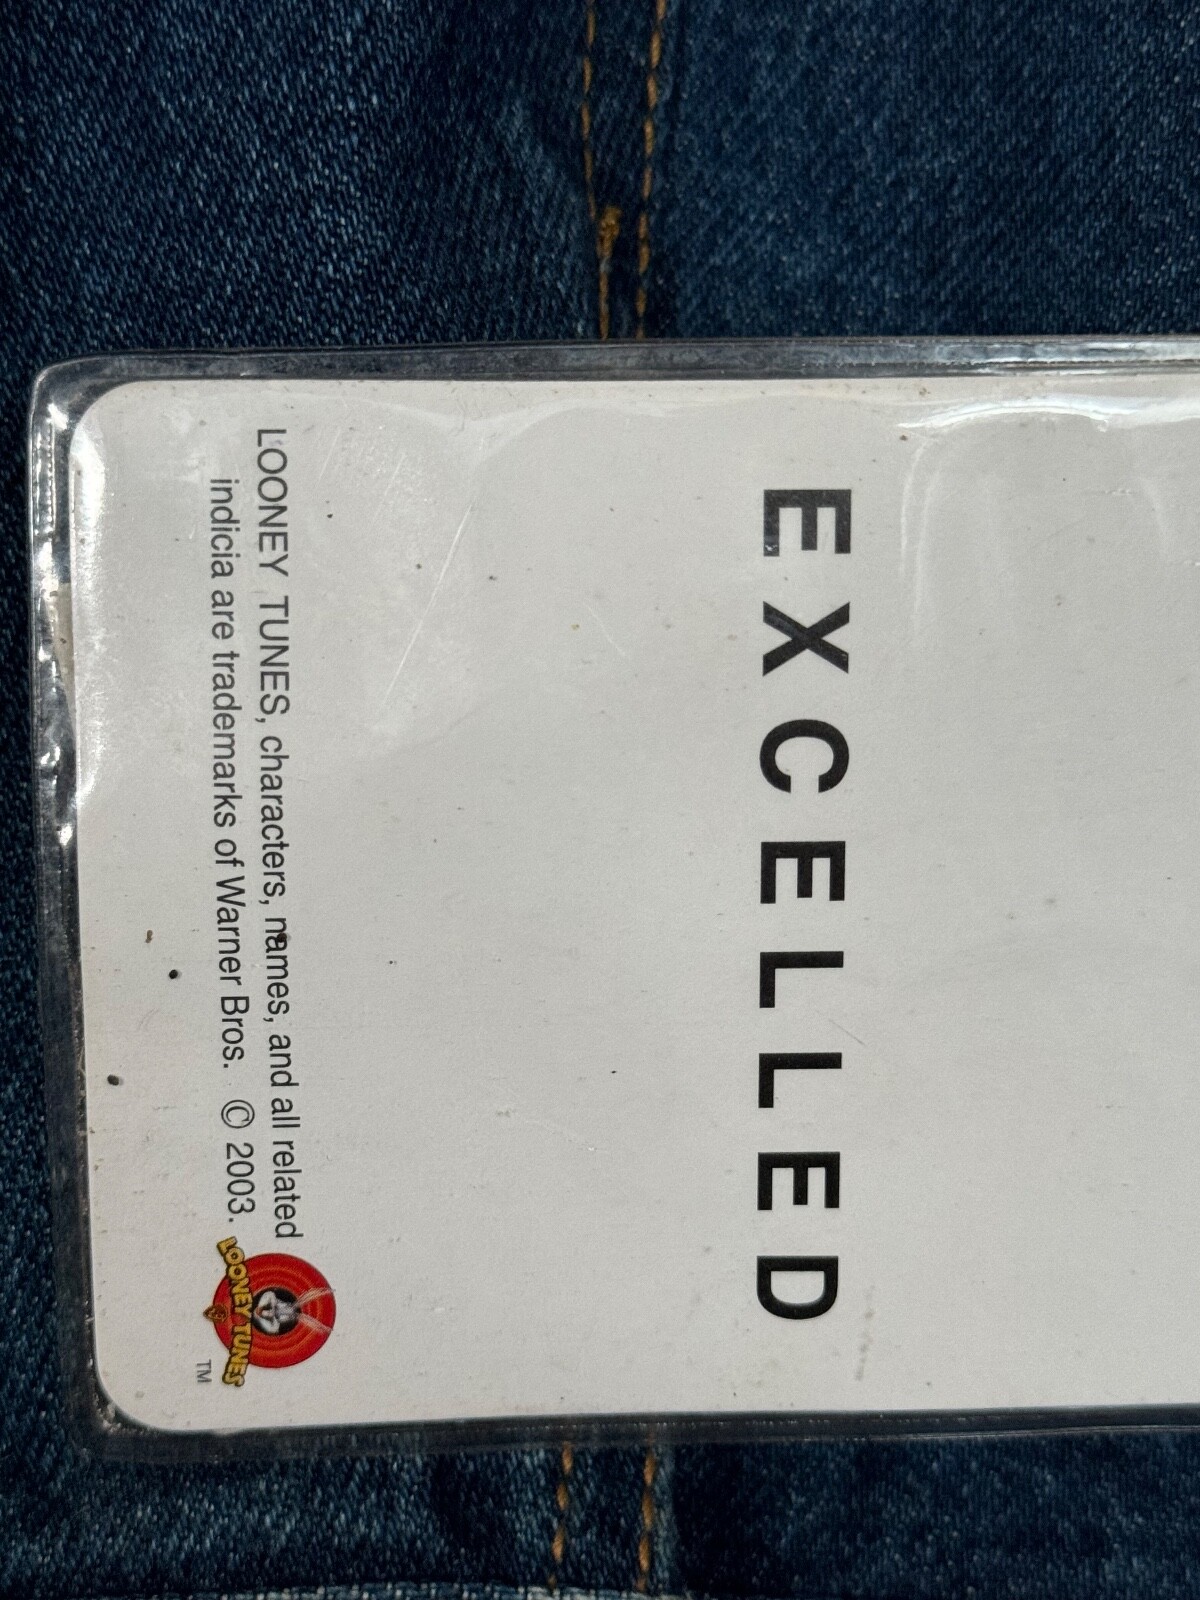 EXCELLED
LOONEY TUNES, characters, names, and all related
indicia are trademarks of Warner Bros. © 2003.
LOONEY TUNES
TM